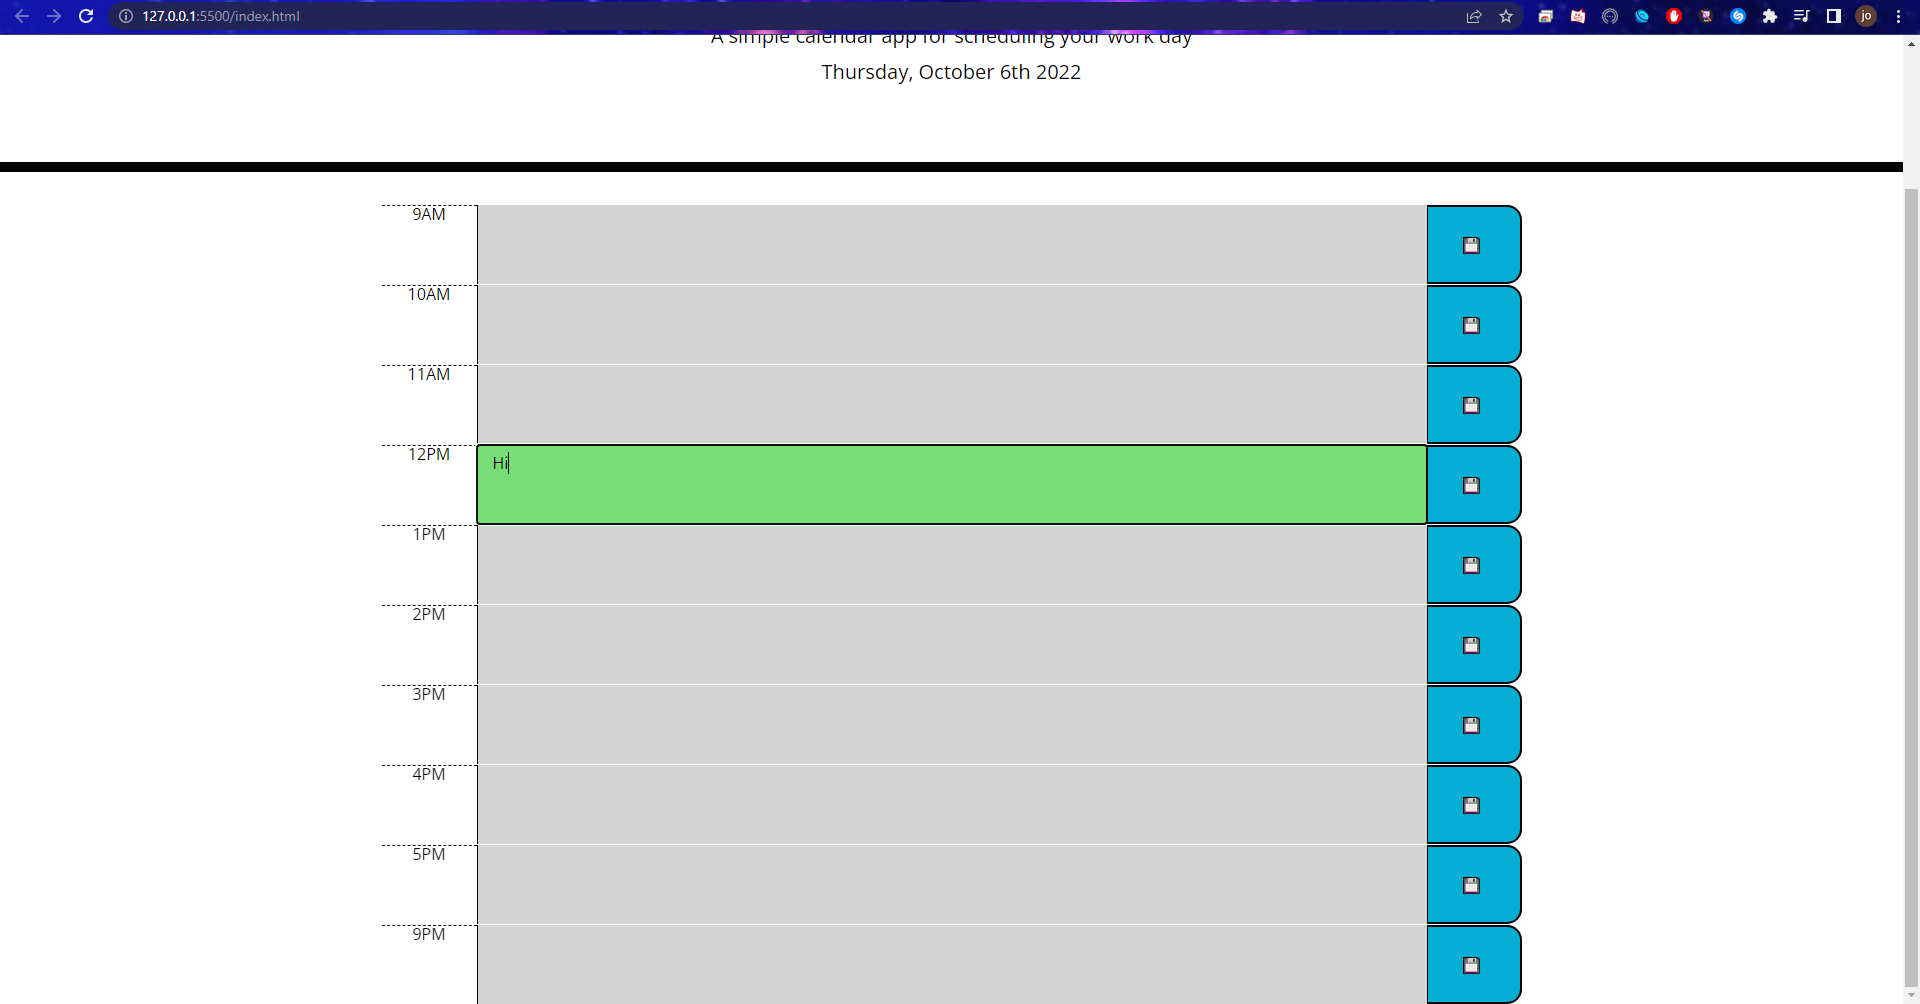 127.0.0.1:5500/index.html
jo
A simple calendar app for scheduling your work day
Thursday, October 6th 2022
9AM
10AM
11AM
12PM
Hi
1PM
2PM
3PM
4PM
5PM
9PM